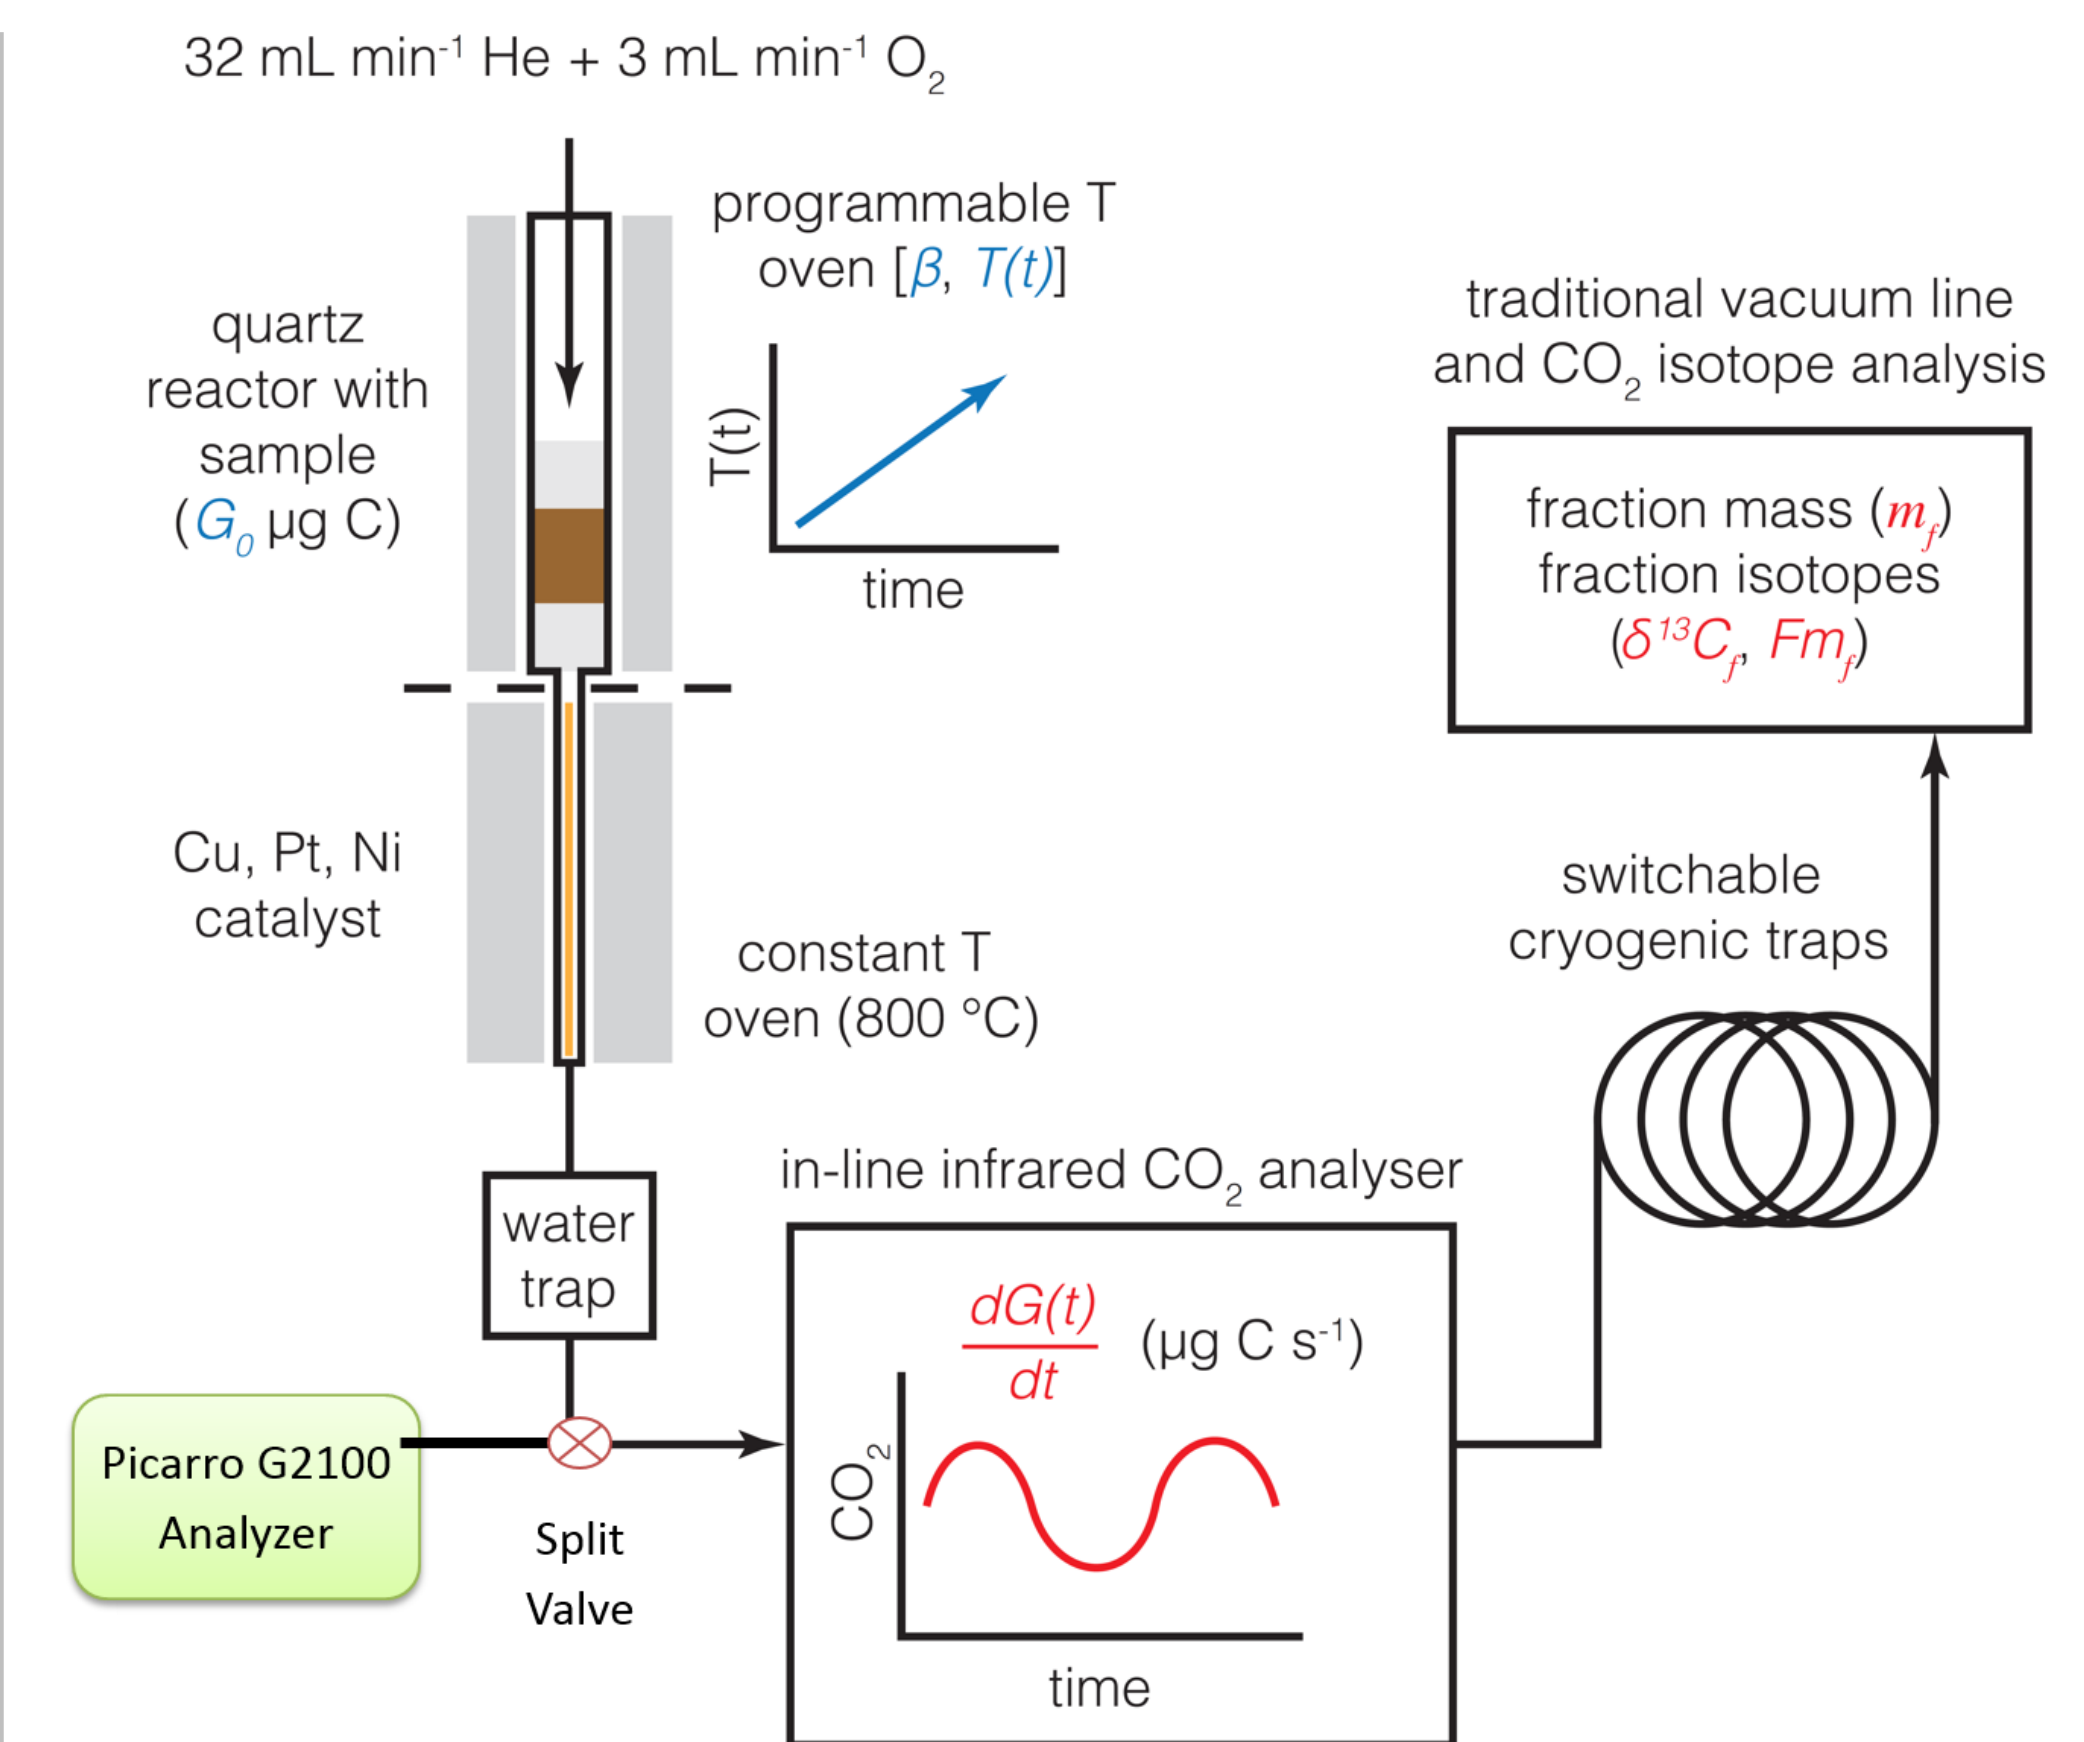 32 mL min⁻¹ He + 3 mL min⁻¹ O₂
programmable T
oven [β, T(t)]
quartz
reactor with
sample
(G₀ µg C)
T(t)
time
traditional vacuum line
and CO₂ isotope analysis
fraction mass (m_f)
fraction isotopes
(δ¹³C_f, Fm_f)
Cu, Pt, Ni
catalyst
constant T
oven (800 °C)
switchable
cryogenic traps
water
trap
in-line infrared CO₂ analyser
dG(t)
dt
(µg C s⁻¹)
CO₂
time
Picarro G2100
Analyzer
Split
Valve